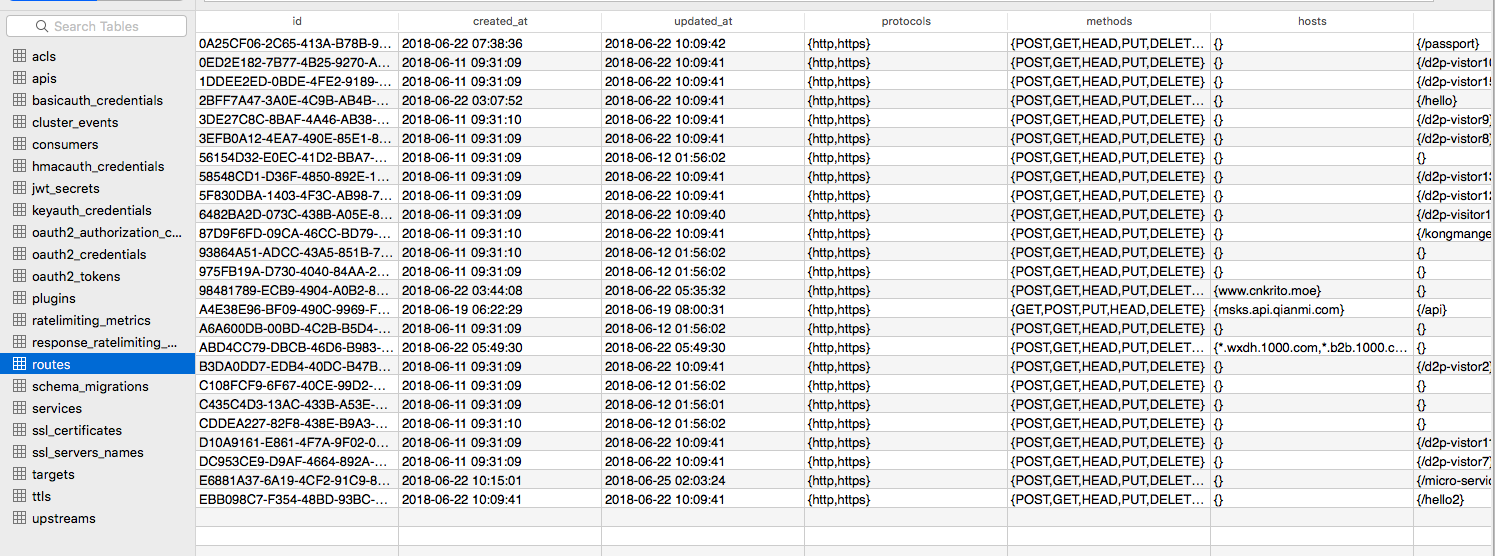 Search Tables
acls
apis
basicauth_credentials
cluster_events
consumers
hmacauth_credentials
jwt_secrets
keyauth_credentials
oauth2_authorization_c...
oauth2_credentials
oauth2_tokens
plugins
ratelimiting_metrics
response_ratelimiting_...
routes
schema_migrations
services
ssl_certificates
ssl_servers_names
targets
ttls
upstreams
id created_at updated_at protocols methods hosts
0A25CF06-2C65-413A-B78B-9... 2018-06-22 07:38:36 2018-06-22 10:09:42 {http,https} {POST,GET,HEAD,PUT,DELET... {} {/passport}
0ED2E182-7B77-4B25-9270-A... 2018-06-11 09:31:09 2018-06-22 10:09:41 {http,https} {POST,GET,HEAD,PUT,DELETE} {} {/d2p-vistor10
1DDEE2ED-0BDE-4FE2-9189-... 2018-06-11 09:31:09 2018-06-22 10:09:41 {http,https} {POST,GET,HEAD,PUT,DELETE} {} {/d2p-vistor15
2BFF7A47-3A0E-4C9B-AB4B-... 2018-06-22 03:07:52 2018-06-22 10:09:41 {http,https} {POST,GET,HEAD,PUT,DELET... {} {/hello}
3DE27C8C-8BAF-4A46-AB38-... 2018-06-11 09:31:10 2018-06-22 10:09:41 {http,https} {POST,GET,HEAD,PUT,DELETE} {} {/d2p-vistor9}
3EFB0A12-4EA7-490E-85E1-8... 2018-06-11 09:31:09 2018-06-22 10:09:41 {http,https} {POST,GET,HEAD,PUT,DELETE} {} {/d2p-vistor8}
56154D32-E0EC-41D2-BBA7-... 2018-06-11 09:31:09 2018-06-12 01:56:02 {http,https} {POST,GET,HEAD,PUT,DELETE} {} {}
58548CD1-D36F-4850-892E-1... 2018-06-11 09:31:09 2018-06-22 10:09:41 {http,https} {POST,GET,HEAD,PUT,DELETE} {} {/d2p-vistor13
5F830DBA-1403-4F3C-AB98-7... 2018-06-11 09:31:09 2018-06-22 10:09:41 {http,https} {POST,GET,HEAD,PUT,DELETE} {} {/d2p-vistor12
6482BA2D-073C-438B-A05E-8... 2018-06-11 09:31:09 2018-06-22 10:09:40 {http,https} {POST,GET,HEAD,PUT,DELETE} {} {/d2p-visitor1
87D9F6FD-09CA-46CC-BD79-... 2018-06-11 09:31:10 2018-06-22 10:09:41 {http,https} {POST,GET,HEAD,PUT,DELETE} {} {/kongmange
93864A51-ADCC-43A5-851B-7... 2018-06-11 09:31:10 2018-06-12 01:56:02 {http,https} {POST,GET,HEAD,PUT,DELETE} {} {}
975FB19A-D730-4040-84AA-2... 2018-06-11 09:31:09 2018-06-12 01:56:02 {http,https} {POST,GET,HEAD,PUT,DELETE} {} {}
98481789-ECB9-4904-A0B2-8... 2018-06-22 03:44:08 2018-06-22 05:35:32 {http,https} {POST,GET,HEAD,PUT,DELET... {www.cnkrito.moe} {}
A4E38E96-BF09-490C-9969-F... 2018-06-19 06:22:29 2018-06-19 08:00:31 {http,https} {GET,POST,PUT,HEAD,DELETE} {msks.api.qianmi.com} {/api}
A6A600DB-00BD-4C2B-B5D4-... 2018-06-11 09:31:09 2018-06-12 01:56:02 {http,https} {POST,GET,HEAD,PUT,DELETE} {} {}
ABD4CC79-DBCB-46D6-B983-... 2018-06-22 05:49:30 2018-06-22 05:49:30 {http,https} {POST,GET,HEAD,PUT,DELET... {*.wxdh.1000.com,*.b2b.1000.c... {}
B3DA0DD7-EDB4-40DC-B47B... 2018-06-11 09:31:09 2018-06-22 10:09:41 {http,https} {POST,GET,HEAD,PUT,DELETE} {} {/d2p-vistor2}
C108FCF9-6F67-40CE-99D2-... 2018-06-11 09:31:09 2018-06-12 01:56:02 {http,https} {POST,GET,HEAD,PUT,DELETE} {} {}
C435C4D3-13AC-433B-A53E-... 2018-06-11 09:31:09 2018-06-12 01:56:01 {http,https} {POST,GET,HEAD,PUT,DELETE} {} {}
CDDEA227-82F8-438E-B9A3-... 2018-06-11 09:31:10 2018-06-12 01:56:02 {http,https} {POST,GET,HEAD,PUT,DELETE} {} {}
D10A9161-E861-4F7A-9F02-0... 2018-06-11 09:31:09 2018-06-22 10:09:41 {http,https} {POST,GET,HEAD,PUT,DELETE} {} {/d2p-vistor11
DC953CE9-D9AF-4664-892A-... 2018-06-11 09:31:09 2018-06-22 10:09:41 {http,https} {POST,GET,HEAD,PUT,DELETE} {} {/d2p-vistor7}
E6881A37-6A19-4CF2-91C9-8... 2018-06-22 10:15:01 2018-06-25 02:03:24 {http,https} {POST,GET,HEAD,PUT,DELET... {} {/micro-servic
EBB098C7-F354-48BD-93BC-... 2018-06-22 10:09:41 2018-06-22 10:09:41 {http,https} {POST,GET,HEAD,PUT,DELET... {} {/hello2}